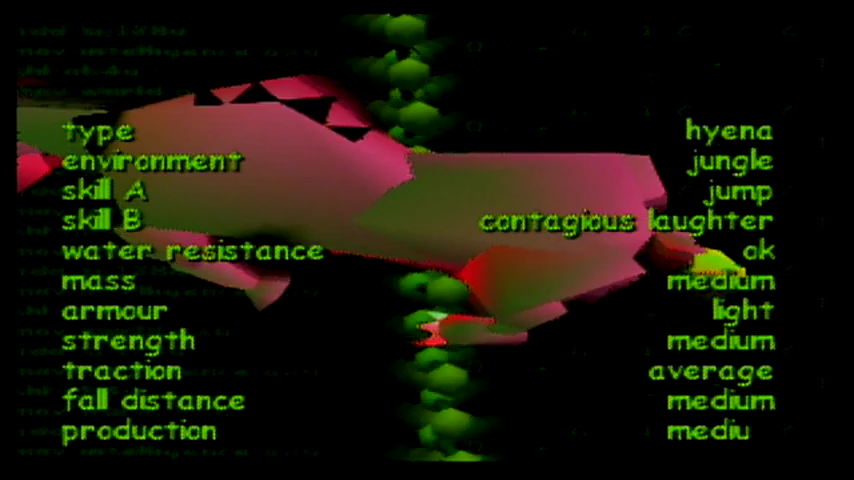 type hyena
environment jungle
skill A jump
skill B contagious laughter
water resistance ok
mass medium
armour light
strength medium
traction average
fall distance medium
production mediu